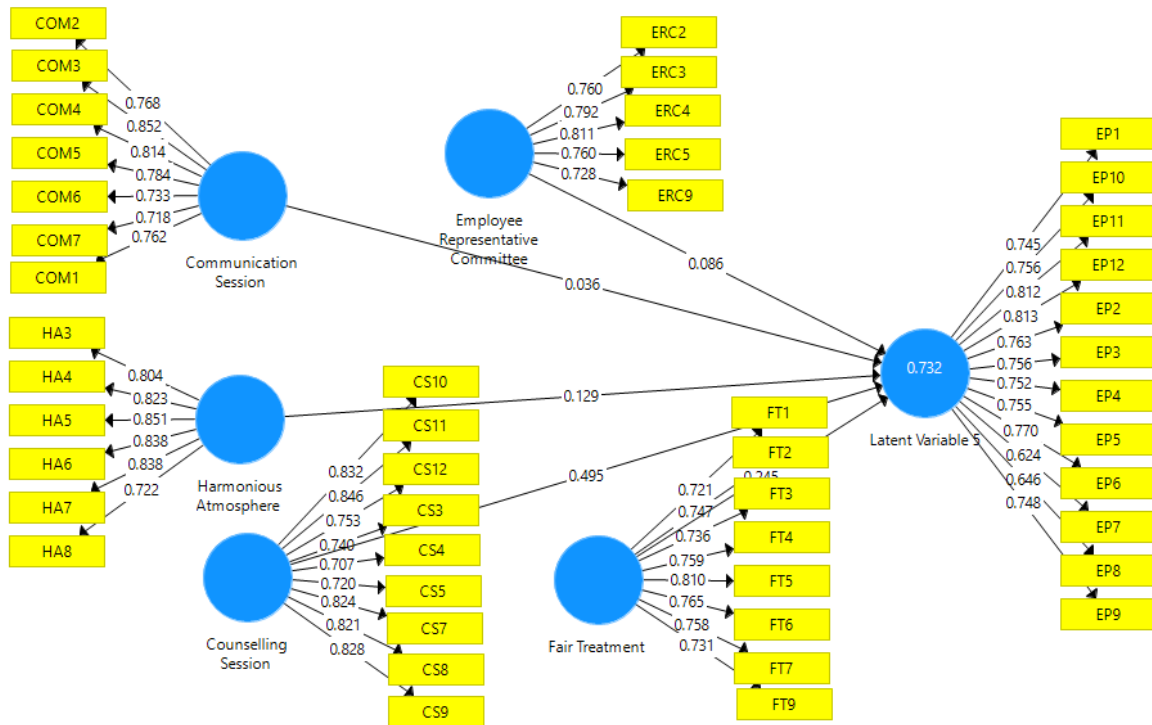 COM2
COM3
COM4
COM5
COM6
COM7
COM1
0.768
0.852
0.814
0.784
0.733
0.718
0.762
Communication
Session
ERC2
ERC3
ERC4
ERC5
ERC9
0.760
0.792
0.811
0.760
0.728
Employee
Representative
Committee
0.086
0.036
HA3
HA4
HA5
HA6
HA7
HA8
0.804
0.823
0.851
0.838
0.838
0.722
Harmonious
Atmosphere
0.129
CS10
CS11
CS12
CS3
CS4
CS5
CS7
CS8
CS9
0.832
0.846
0.753
0.740
0.707
0.720
0.824
0.821
0.828
Counselling
Session
0.495
FT1
FT2
FT3
FT4
FT5
FT6
FT7
FT9
0.721
0.747
0.736
0.759
0.810
0.765
0.758
0.731
0.245
Fair Treatment
0.732
Latent Variable 5
EP1
EP10
EP11
EP12
EP2
EP3
EP4
EP5
EP6
EP7
EP8
EP9
0.745
0.756
0.812
0.813
0.763
0.756
0.752
0.755
0.770
0.624
0.646
0.748